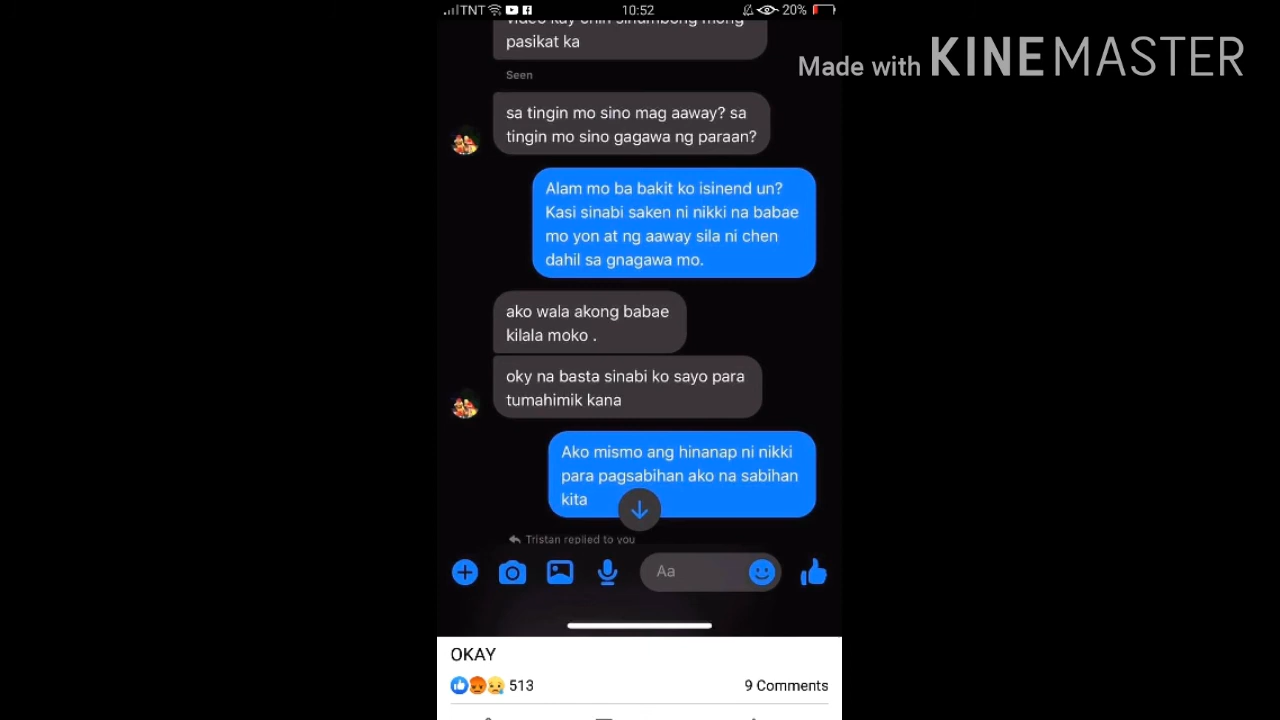 TNT
10:52
20%
Made with KINEMASTER
video kay chin sinambong mong
pasikat ka
Seen
sa tingin mo sino mag aaway? sa
tingin mo sino gagawa ng paraan?
Alam mo ba bakit ko isinend un?
Kasi sinabi saken ni nikki na babae
mo yon at ng aaway sila ni chen
dahil sa gnagawa mo.
ako wala akong babae
kilala moko .
oky na basta sinabi ko sayo para
tumahimik kana
Ako mismo ang hinanap ni nikki
para pagsabihan ako na sabihan
kita
Tristan replied to you
Aa
OKAY
513
9 Comments